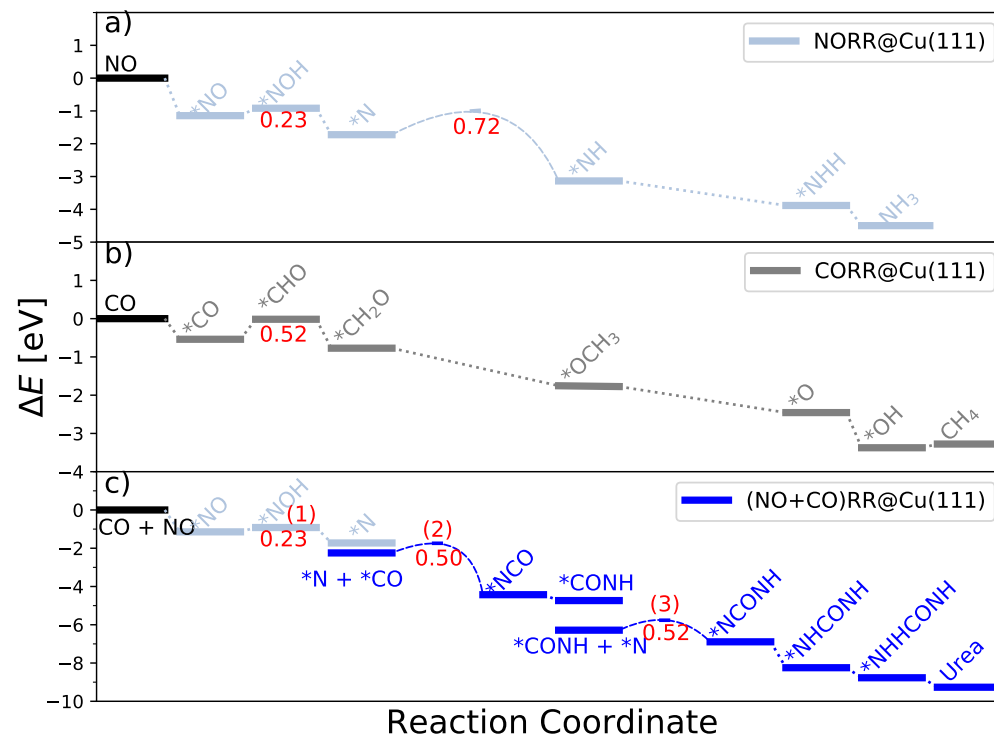 a)
NORR@Cu(111)
2
1
0
−1
−2
−3
−4
−5
NO
*NO
*NOH
0.23
*N
0.72
*NH
*NHH
NH₃
b)
CORR@Cu(111)
1
0
−1
−2
−3
−4
CO
*CO
*CHO
0.52
*CH₂O
*OCH₃
*O
*OH
CH₄
ΔE [eV]
c)
(NO+CO)RR@Cu(111)
0
−2
−4
−6
−8
−10
CO + NO
*NO
*NOH
(1)
0.23
*N
*N + *CO
(2)
0.50
*NCO
*CONH
*CONH + *N
(3)
0.52
*NCONH
*NHCONH
*NHHCONH
Urea
Reaction Coordinate